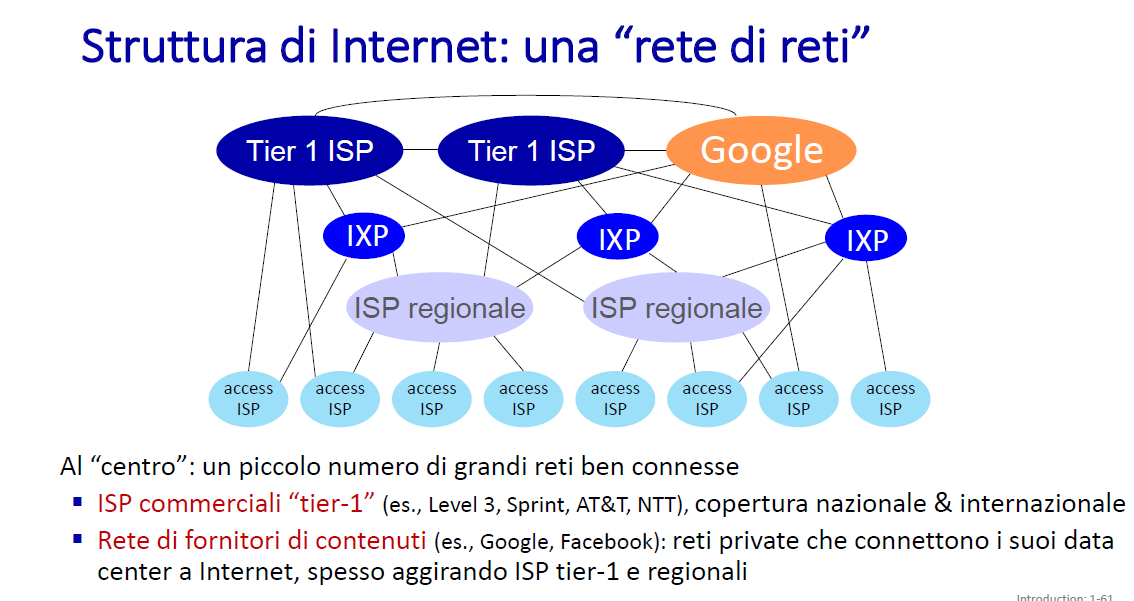 Struttura di Internet: una “rete di reti”
Tier 1 ISP
Tier 1 ISP
Google
IXP
IXP
IXP
ISP regionale
ISP regionale
access
ISP
access
ISP
access
ISP
access
ISP
access
ISP
access
ISP
access
ISP
access
ISP
Al “centro”: un piccolo numero di grandi reti ben connesse
▪ ISP commerciali “tier-1” (es., Level 3, Sprint, AT&T, NTT), copertura nazionale & internazionale
▪ Rete di fornitori di contenuti (es., Google, Facebook): reti private che connettono i suoi data
center a Internet, spesso aggirando ISP tier-1 e regionali
Introduction: 1-61